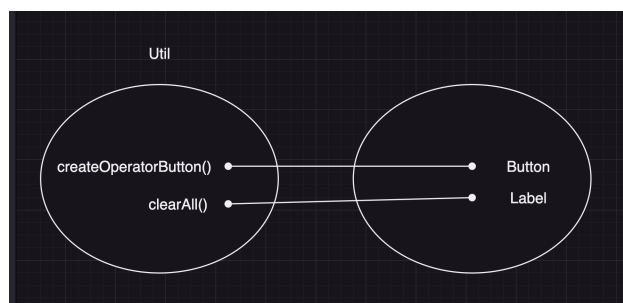 Util
createOperatorButton()
Button
clearAll()
Label